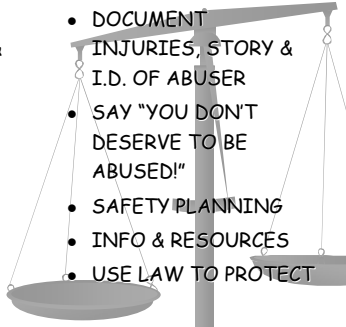 &
• DOCUMENT
INJURIES, STORY &
I.D. OF ABUSER
• SAY “YOU DON’T
DESERVE TO BE
ABUSED!”
• SAFETY PLANNING
• INFO & RESOURCES
• USE LAW TO PROTECT